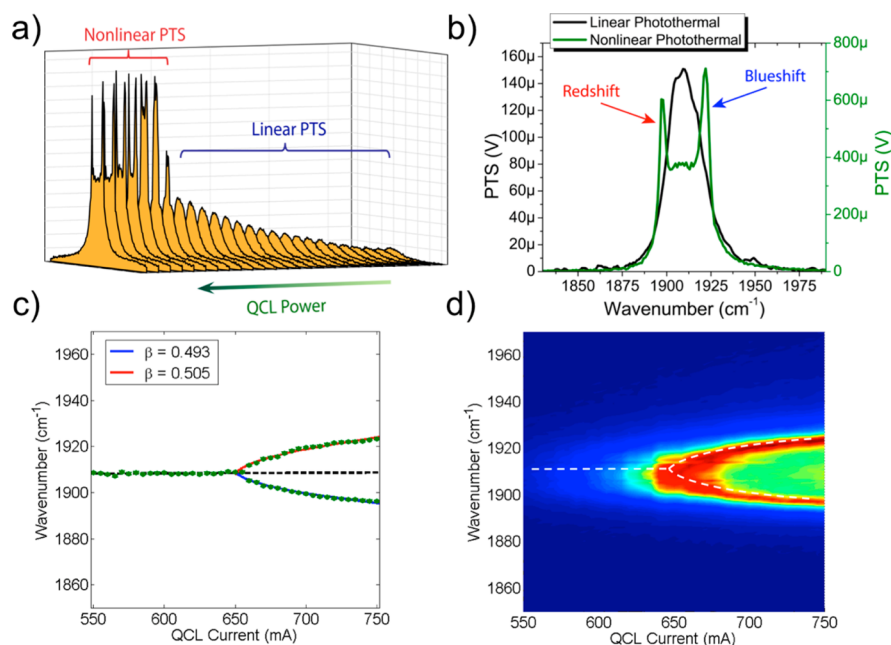 a)
Nonlinear PTS
Linear PTS
QCL Power
b)
Linear Photothermal
Nonlinear Photothermal
Redshift
Blueshift
160µ
140µ
120µ
100µ
80µ
60µ
40µ
20µ
0
PTS (V)
800µ
600µ
400µ
200µ
0
PTS (V)
1850 1875 1900 1925 1950 1975
Wavenumber (cm-1)
c)
β = 0.493
β = 0.505
1960
1940
1920
1900
1880
1860
Wavenumber (cm-1)
550 600 650 700 750
QCL Current (mA)
d)
1960
1940
1920
1900
1880
1860
Wavenumber (cm-1)
550 600 650 700 750
QCL Current (mA)